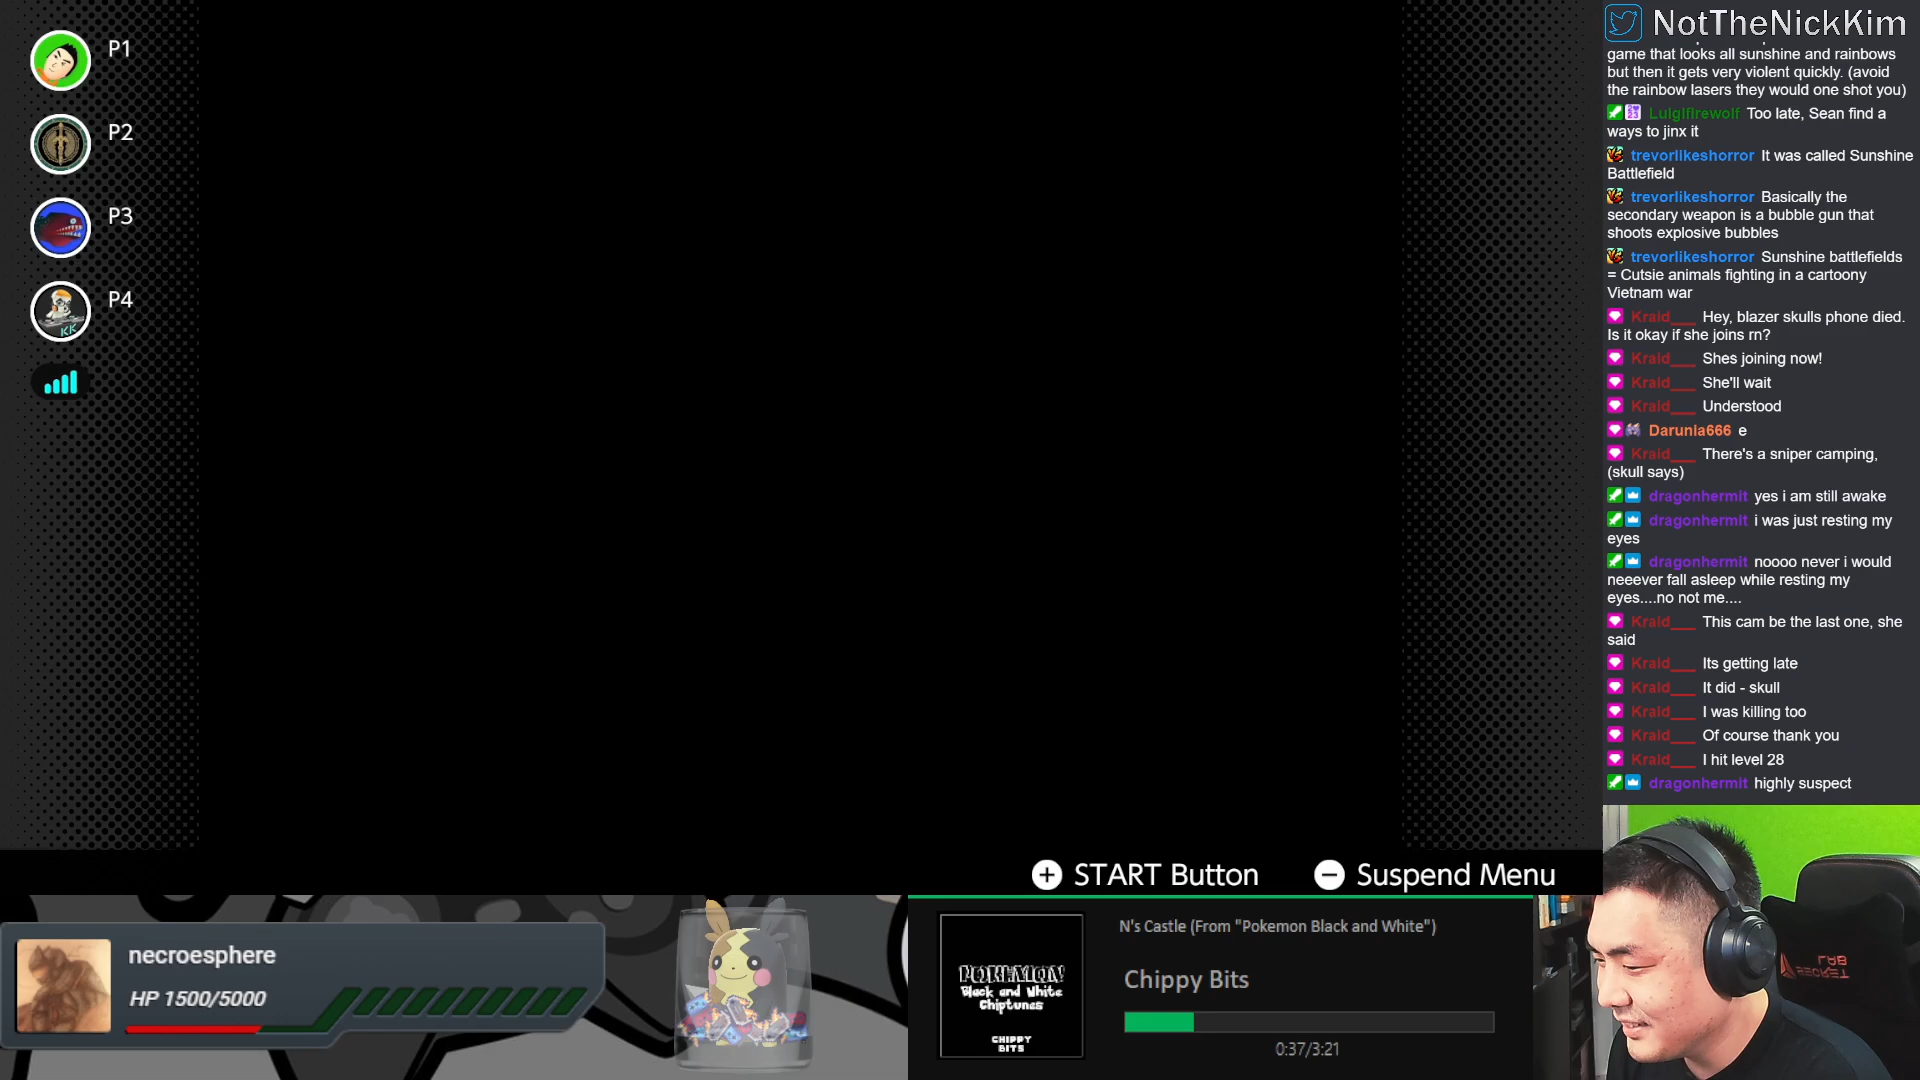 P1
P2
P3
P4
KK
START Button
Suspend Menu
NotTheNickKim
game that looks all sunshine and rainbows
but then it gets very violent quickly. (avoid
the rainbow lasers they would one shot you)
Luigifirewolf Too late, Sean find a
ways to jinx it
trevorlikeshorror It was called Sunshine
Battlefield
trevorlikeshorror Basically the
secondary weapon is a bubble gun that
shoots explosive bubbles
trevorlikeshorror Sunshine battlefields
= Cutsie animals fighting in a cartoony
Vietnam war
Kraid___ Hey, blazer skulls phone died.
Is it okay if she joins rn?
Kraid___ Shes joining now!
Kraid___ She'll wait
Kraid___ Understood
Darunia666 e
Kraid___ There's a sniper camping,
(skull says)
dragonhermit yes i am still awake
dragonhermit i was just resting my
eyes
dragonhermit noooo never i would
neeever fall asleep while resting my
eyes....no not me....
Kraid___ This cam be the last one, she
said
Kraid___ Its getting late
Kraid___ It did - skull
Kraid___ I was killing too
Kraid___ Of course thank you
Kraid___ I hit level 28
dragonhermit highly suspect
necroesphere
HP 1500/5000
POKEMON
Black and White
Chiptunes
CHIPPY
BITS
N's Castle (From "Pokemon Black and White")
Chippy Bits
0:37/3:21